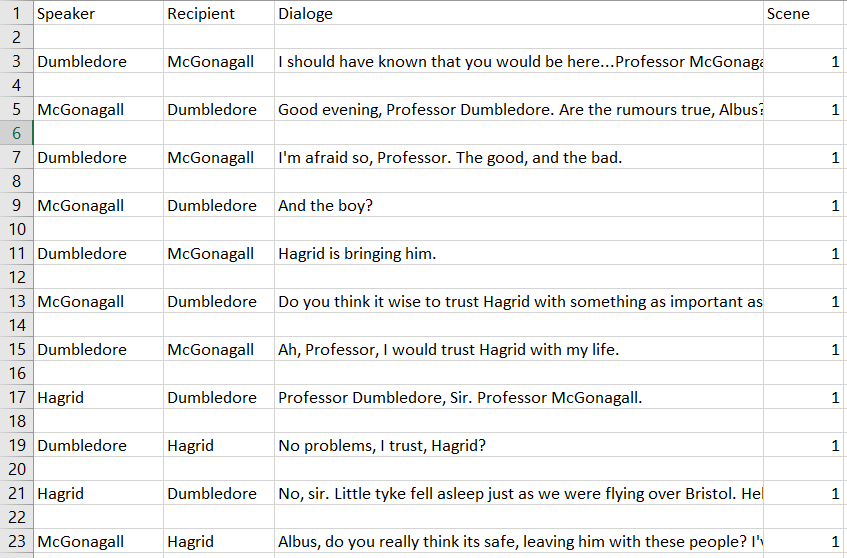 1 Speaker Recipient Dialoge Scene
2
3 Dumbledore McGonagall I should have known that you would be here...Professor McGonaga 1
4
5 McGonagall Dumbledore Good evening, Professor Dumbledore. Are the rumours true, Albus? 1
6
7 Dumbledore McGonagall I'm afraid so, Professor. The good, and the bad. 1
8
9 McGonagall Dumbledore And the boy? 1
10
11 Dumbledore McGonagall Hagrid is bringing him. 1
12
13 McGonagall Dumbledore Do you think it wise to trust Hagrid with something as important as 1
14
15 Dumbledore McGonagall Ah, Professor, I would trust Hagrid with my life. 1
16
17 Hagrid Dumbledore Professor Dumbledore, Sir. Professor McGonagall. 1
18
19 Dumbledore Hagrid No problems, I trust, Hagrid? 1
20
21 Hagrid Dumbledore No, sir. Little tyke fell asleep just as we were flying over Bristol. Hel 1
22
23 McGonagall Hagrid Albus, do you really think its safe, leaving him with these people? I'v 1